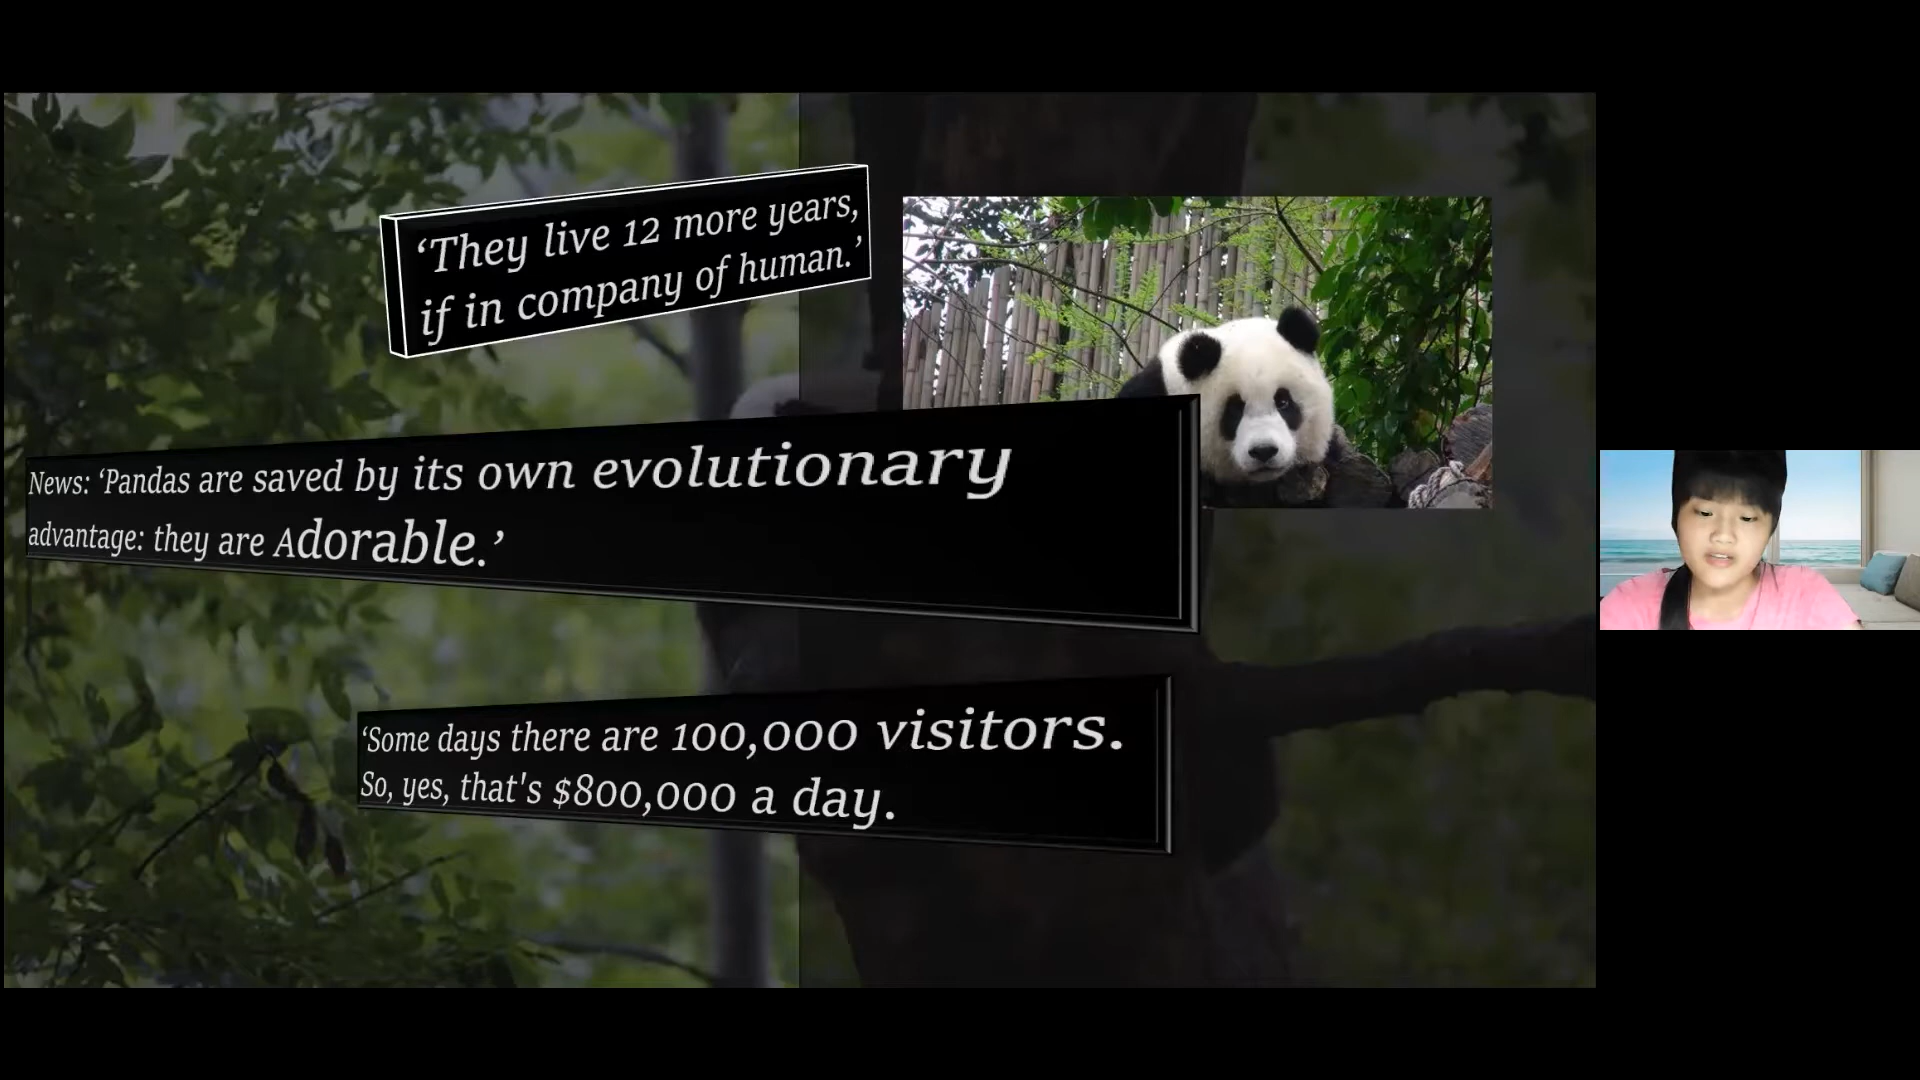 ‘They live 12 more years,
if in company of human.’
News: ‘Pandas are saved by its own evolutionary
advantage: they are Adorable.’
‘Some days there are 100,000 visitors.
So, yes, that's $800,000 a day.